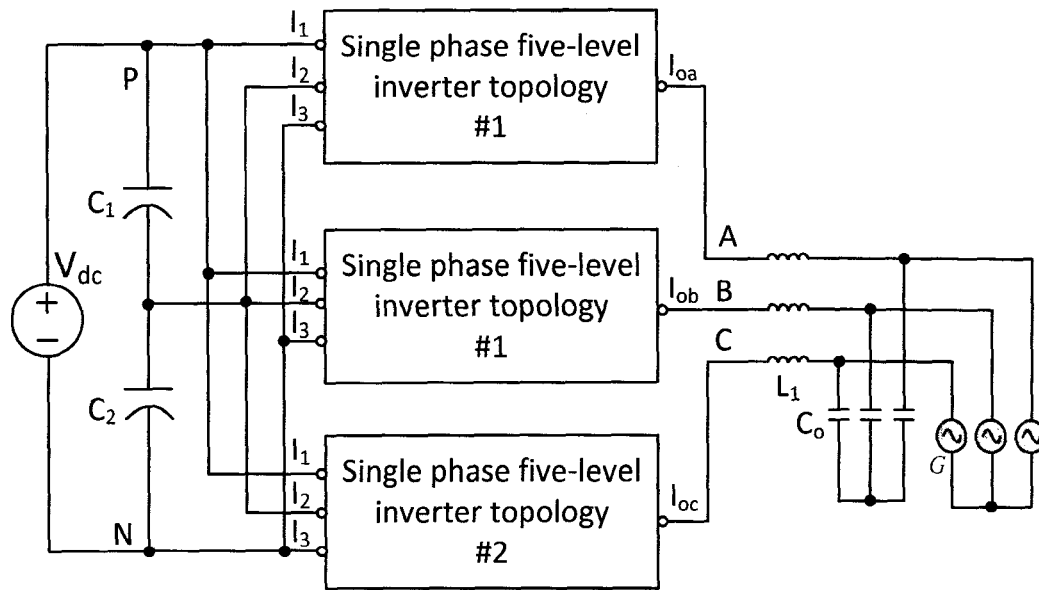 I1
P
I2
I3
Single phase five-level
inverter topology
#1
Ioa
C1
Vdc
+
−
I1
I2
I3
Single phase five-level
inverter topology
#1
Iob
A
B
C
L1
C2
Co
G
N
I1
I2
I3
Single phase five-level
inverter topology
#2
Ioc